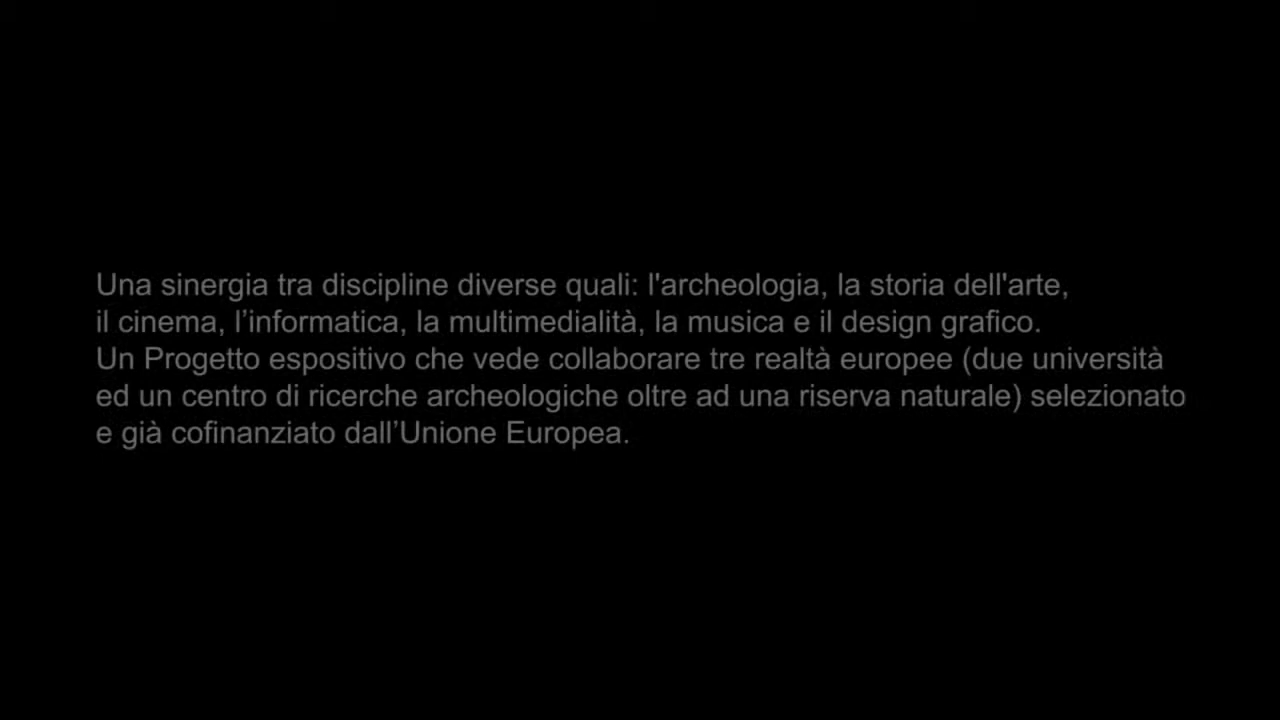 Una sinergia tra discipline diverse quali: l'archeologia, la storia dell'arte,
il cinema, l’informatica, la multimedialità, la musica e il design grafico.
Un Progetto espositivo che vede collaborare tre realtà europee (due università
ed un centro di ricerche archeologiche oltre ad una riserva naturale) selezionato
e già cofinanziato dall’Unione Europea.